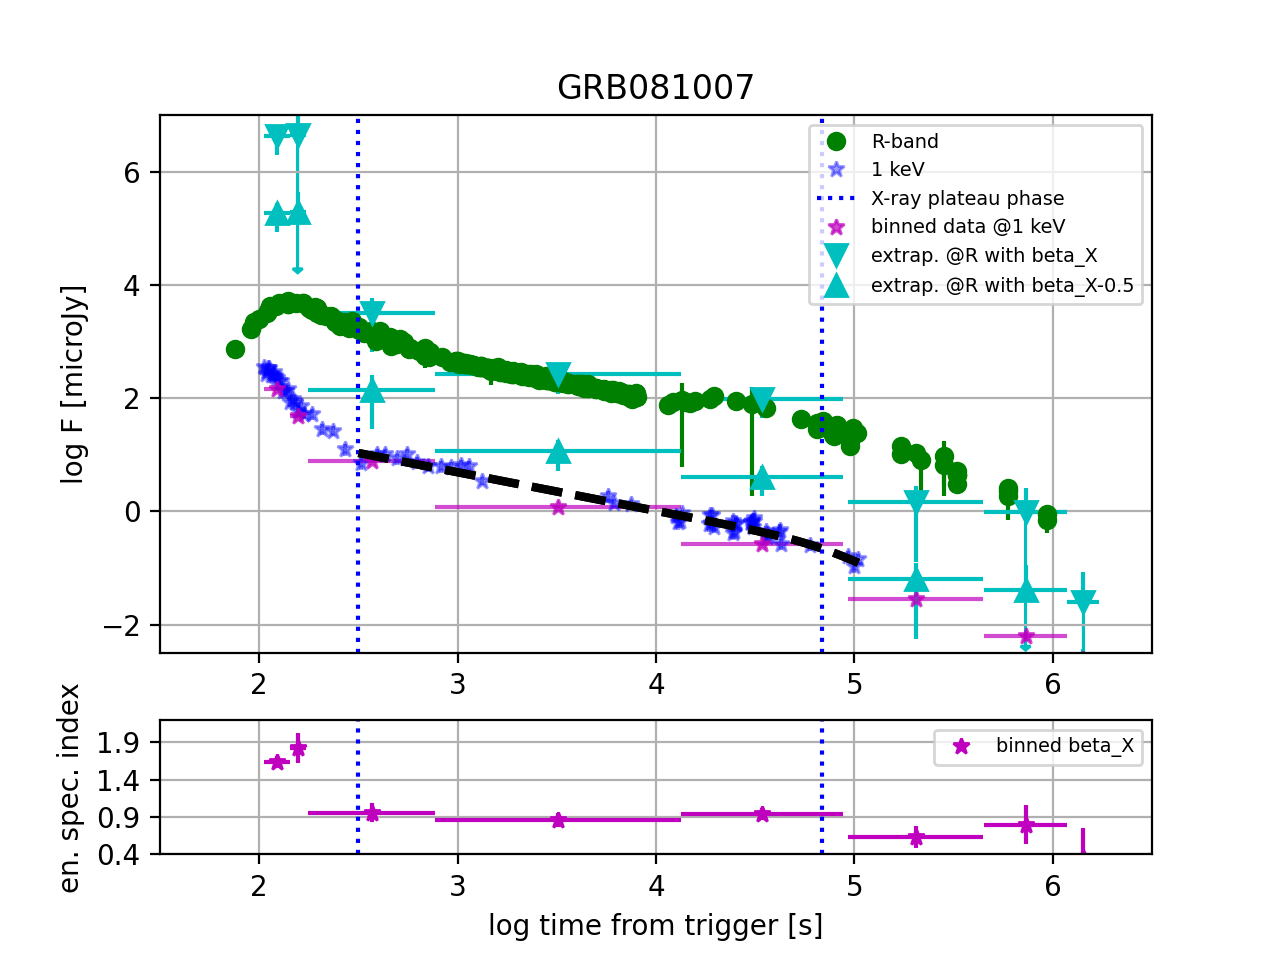 GRB081007
log F [microJy]
6
4
2
0
−2
R-band
1 keV
X-ray plateau phase
binned data @1 keV
extrap. @R with beta_X
extrap. @R with beta_X-0.5
2 3 4 5 6
en. spec. index
1.9
1.4
0.9
0.4
binned beta_X
2 3 4 5 6
log time from trigger [s]